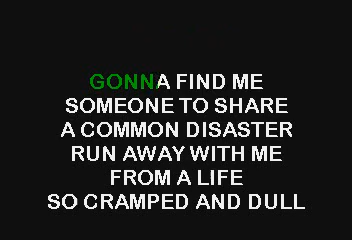 GONNA FIND ME
SOMEONE TO SHARE
A COMMON DISASTER
RUN AWAY WITH ME
FROM A LIFE
SO CRAMPED AND DULL